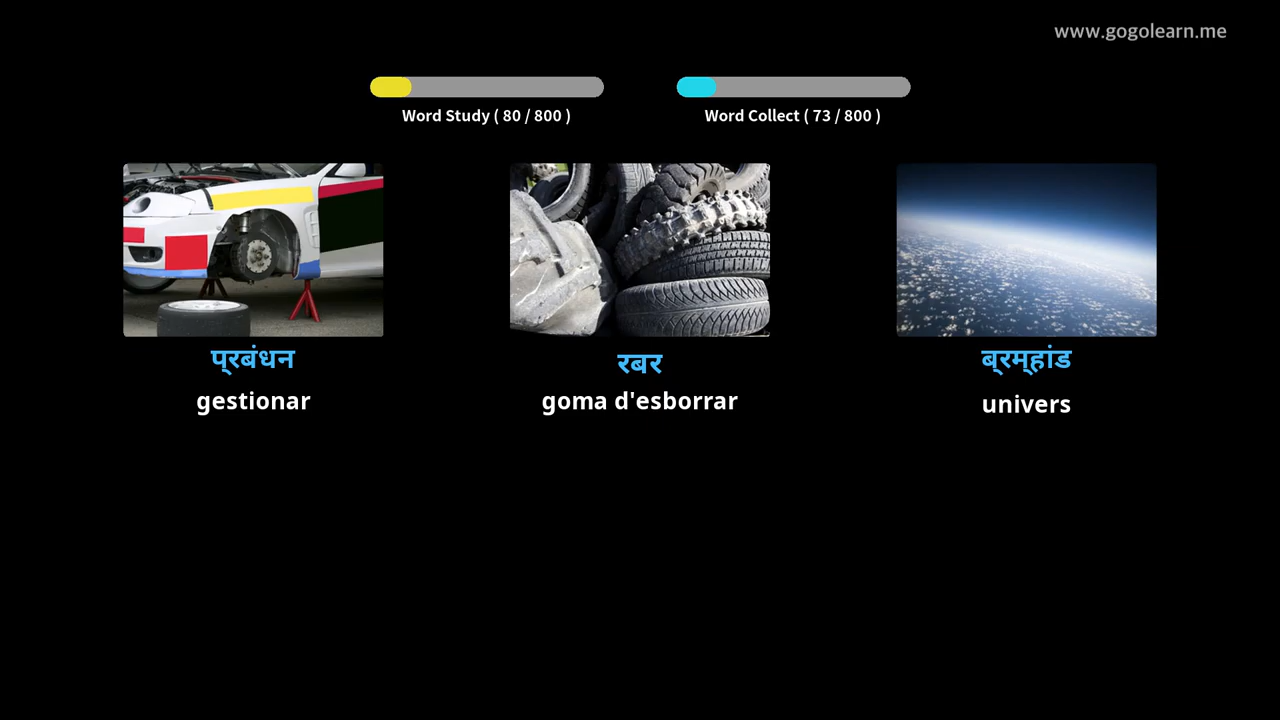 www.gogolearn.me
Word Study ( 80 / 800 )
Word Collect ( 73 / 800 )
प्रबंधन
रबर
ब्रम्हांड
gestionar
goma d'esborrar
univers